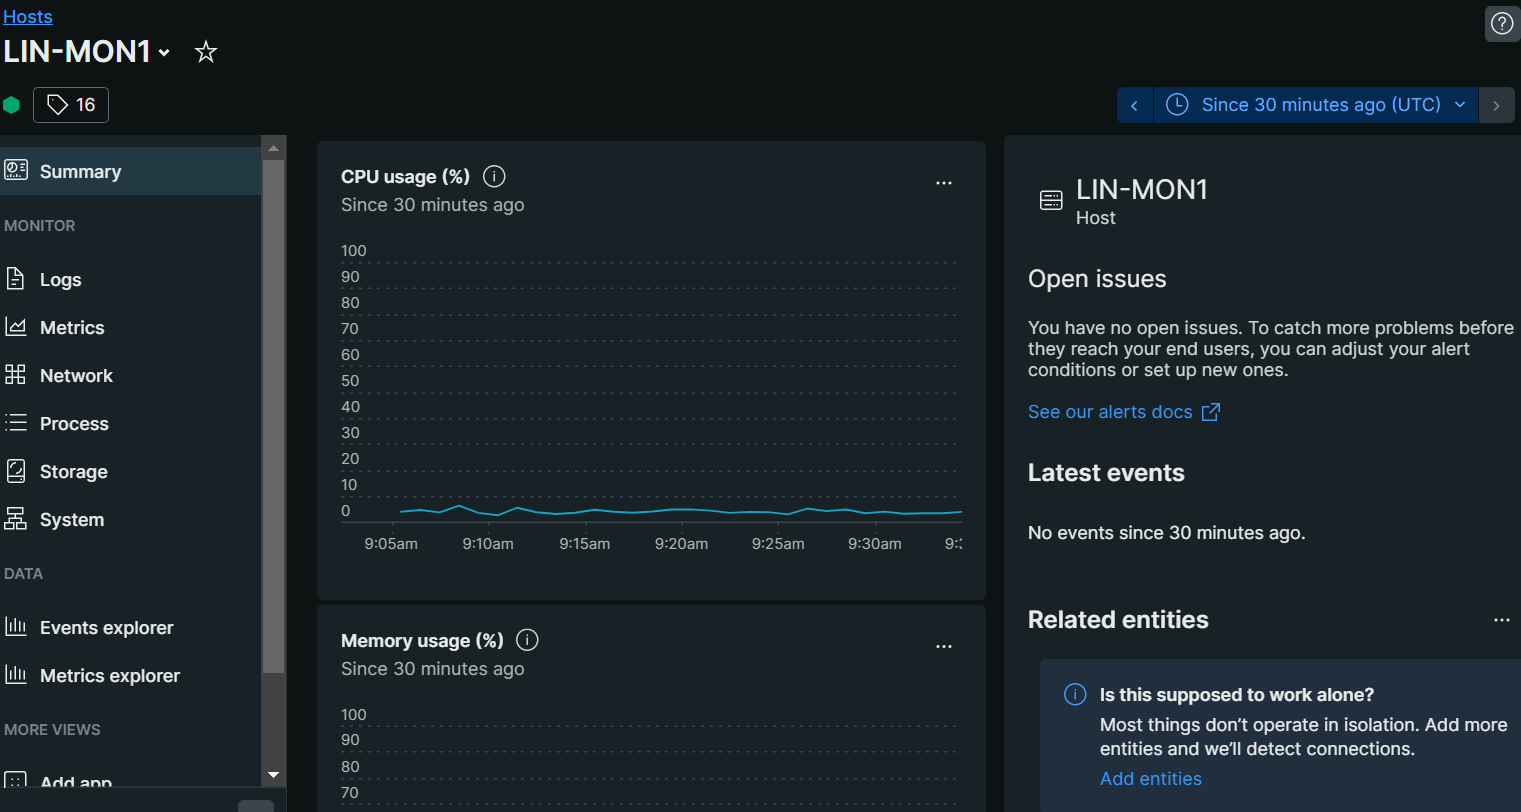 Hosts
LIN-MON1
16
Since 30 minutes ago (UTC)
Summary
MONITOR
Logs
Metrics
Network
Process
Storage
System
DATA
Events explorer
Metrics explorer
MORE VIEWS
Add app
CPU usage (%)
Since 30 minutes ago
100
90
80
70
60
50
40
30
20
10
0
9:05am 9:10am 9:15am 9:20am 9:25am 9:30am
Memory usage (%)
Since 30 minutes ago
100
90
80
70
LIN-MON1
Host
Open issues
You have no open issues. To catch more problems before
they reach your end users, you can adjust your alert
conditions or set up new ones.
See our alerts docs
Latest events
No events since 30 minutes ago.
Related entities
Is this supposed to work alone?
Most things don’t operate in isolation. Add more
entities and we’ll detect connections.
Add entities